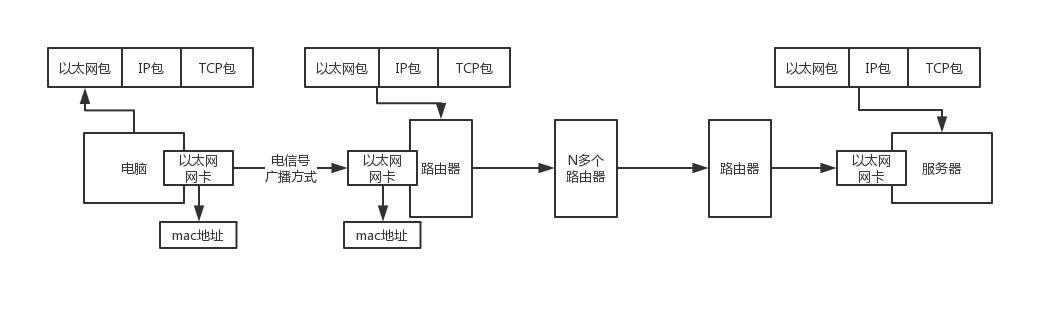 以太网包 IP包 TCP包
以太网包 IP包 TCP包
以太网包 IP包 TCP包
电脑
以太网
网卡
电信号
广播方式
以太网
网卡
路由器
N多个
路由器
路由器
以太网
网卡
服务器
mac地址
mac地址